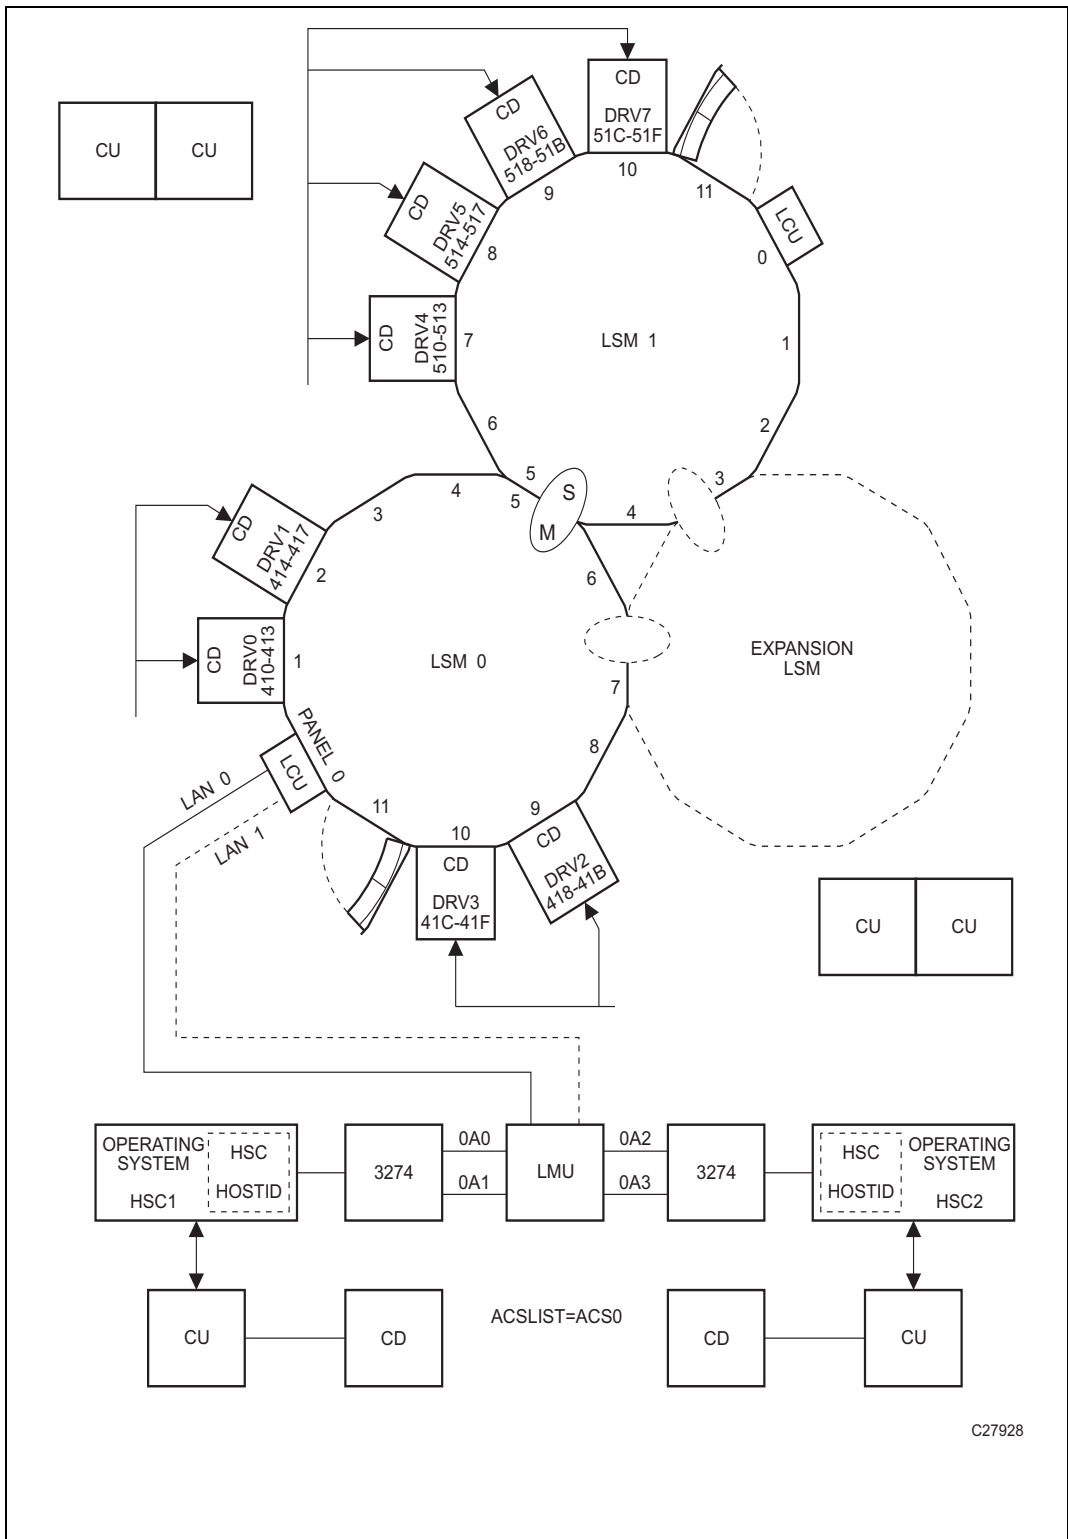 CD
DRV7
51C-51F
CD
DRV6
518-51B
CU
CU
10
9
11
CD
DRV5
514-517
LCU
8
0
CD
DRV4
510-513
7
LSM 1
1
6
2
5
3
5
S
4
4
M
3
CD
DRV1
414-417
2
6
CD
DRV0
410-413
1
LSM 0
EXPANSION
LSM
7
PANEL 0
LCU
8
LAN 0
LAN 1
11
10
9
CD
DRV3
41C-41F
CD
DRV2
418-41B
CU
CU
OPERATING
SYSTEM
HSC1
HSC
HOSTID
3274
0A0
0A1
LMU
0A2
0A3
3274
HSC
HOSTID
OPERATING
SYSTEM
HSC2
CU
CD
ACSLIST=ACS0
CD
CU
C27928